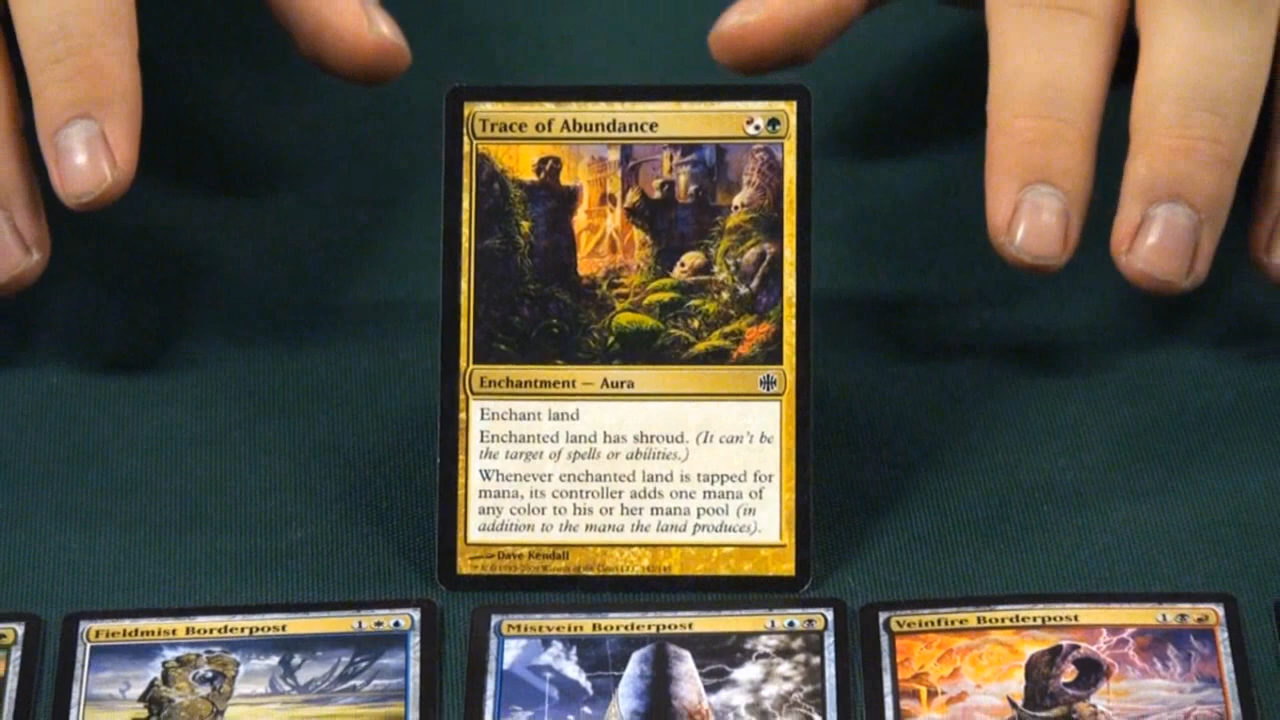 Trace of Abundance
Enchantment — Aura
Enchant land
Enchanted land has shroud. (It can't be
the target of spells or abilities.)
Whenever enchanted land is tapped for
mana, its controller adds one mana of
any color to his or her mana pool (in
addition to the mana the land produces).
Dave Kendall
Fieldmist Borderpost 1
Mistvein Borderpost 1
Veinfire Borderpost 1